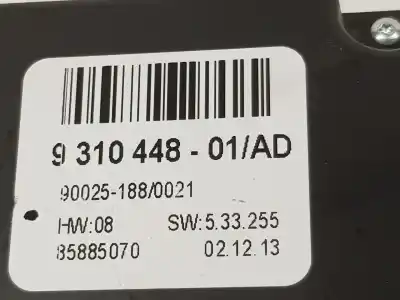 9 310 448 - 01/AD
90025-188/0021
HW:08 SW:5.33.255
85885070 02.12.13